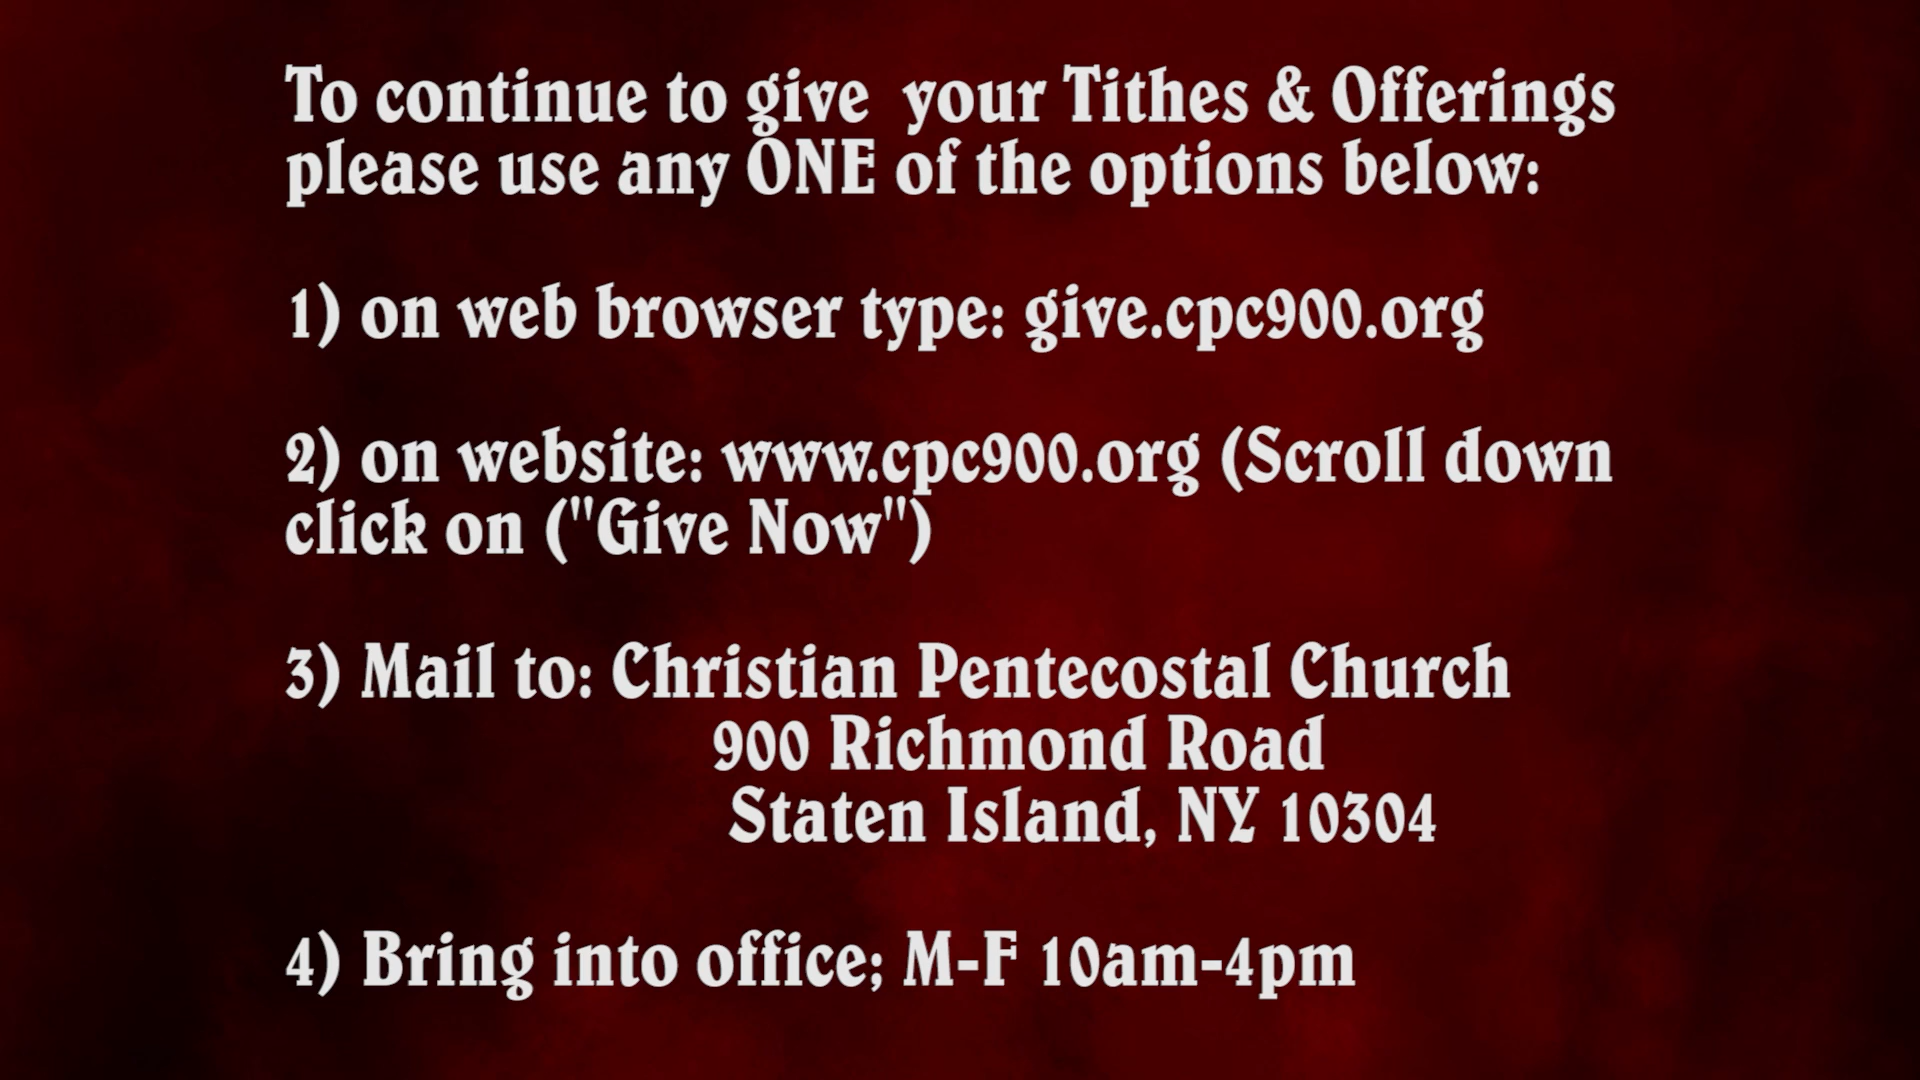 To continue to give  your Tithes & Offerings
please use any ONE of the options below:
1) on web browser type: give.cpc900.org
2) on website: www.cpc900.org (Scroll down
click on ("Give Now")
3) Mail to: Christian Pentecostal Church
900 Richmond Road
Staten Island, NY 10304
4) Bring into office; M-F 10am-4pm